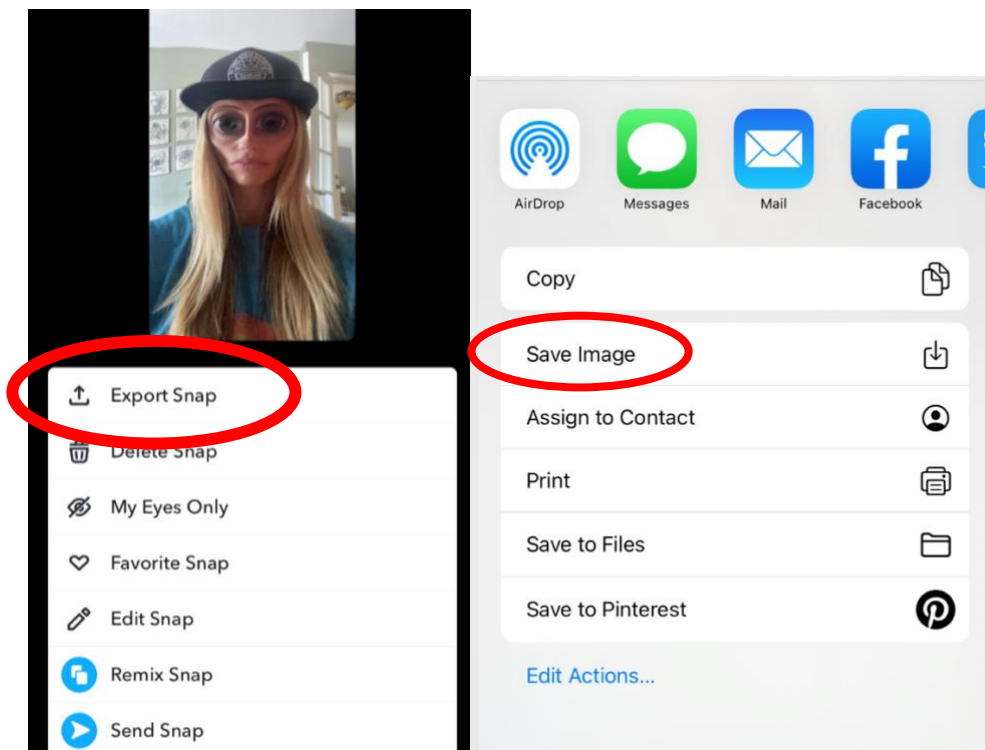 Export Snap
Delete Snap
My Eyes Only
Favorite Snap
Edit Snap
Remix Snap
Send Snap
AirDrop
Messages
Mail
Facebook
Copy
Save Image
Assign to Contact
Print
Save to Files
Save to Pinterest
Edit Actions...